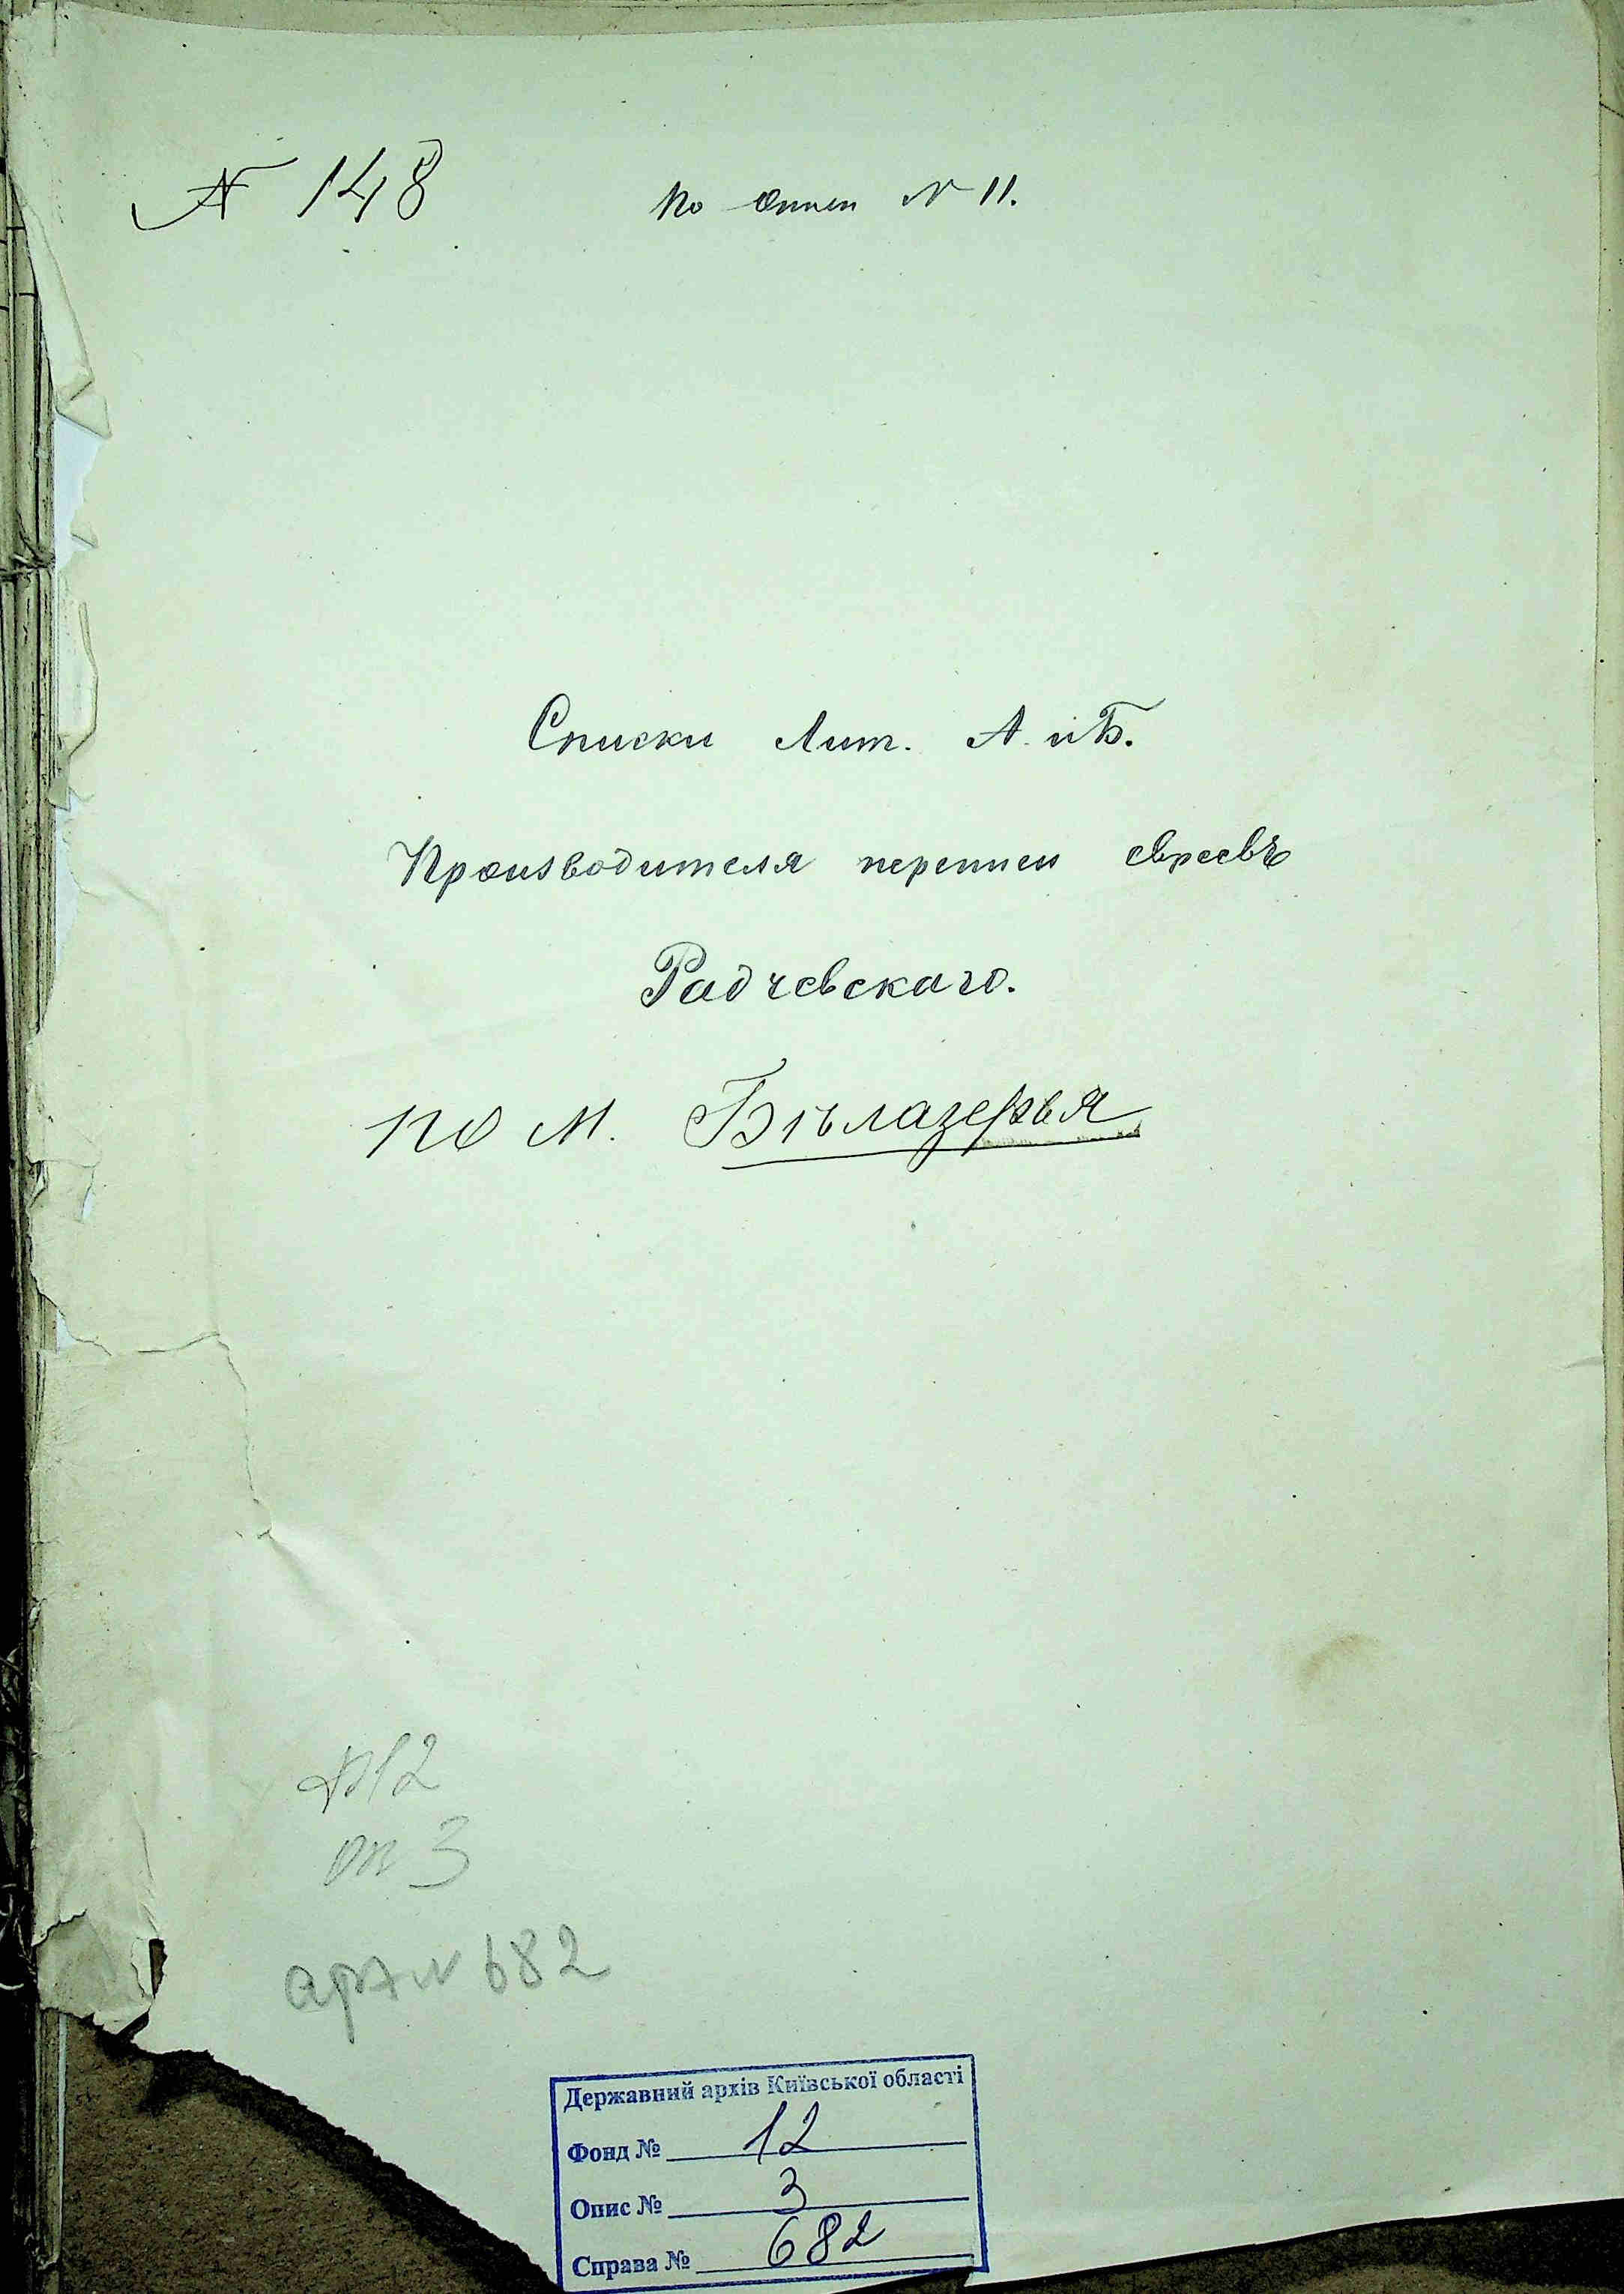 № 148
По Описи № 11.
Списки Лит. А. и Б.
Производителя переписи евреевъ
Радчевскаго.
по м. Бѣлазерья
ф 12
оп 3
арх № 682
Державний архів Київської області
Фонд № 12
Опис № 3
Справа № 682